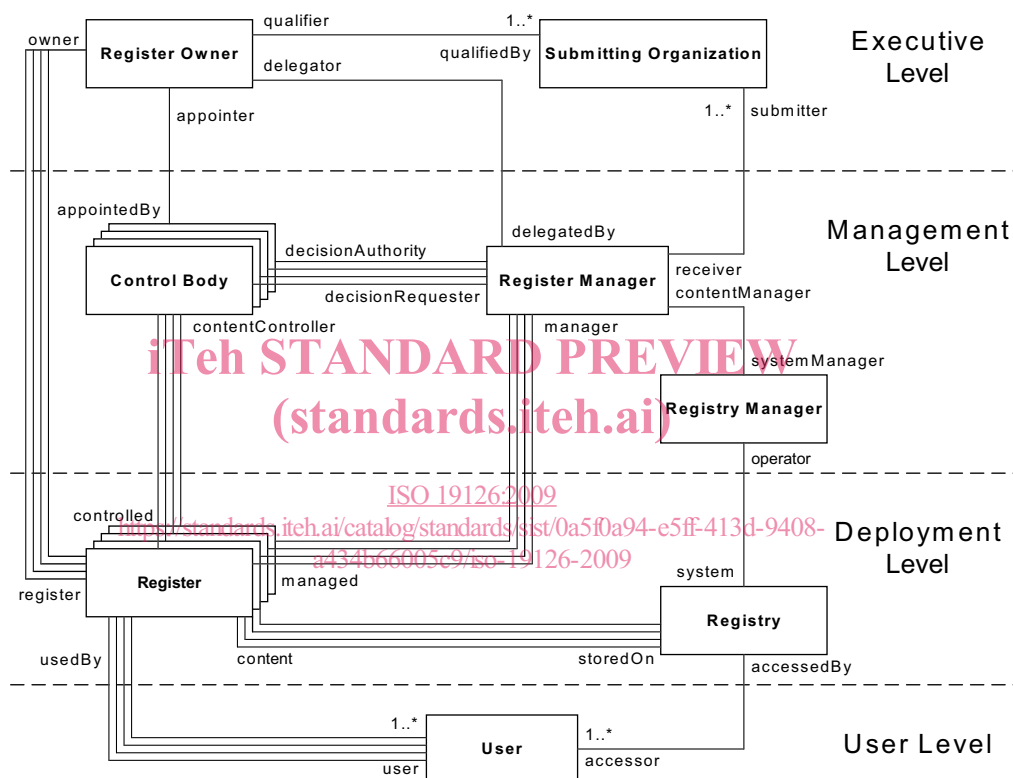 qualifier
1..*
owner
Register Owner
qualifiedBy
Submitting Organization
Executive
Level
delegator
appointer
1..*
submitter
appointedBy
delegatedBy
Management
Level
decisionAuthority
Control Body
Register Manager
receiver
decisionRequester
contentManager
contentController
manager
iTeh STANDARD PREVIEW
systemManager
(standards.iteh.ai)
Registry Manager
operator
ISO 19126:2009
controlled
https://standards.iteh.ai/catalog/standards/sist/0a5f0a94-e5ff-413d-9408-
a434b66005c9/iso-19126-2009
Deployment
Level
Register
managed
system
register
Registry
usedBy
content
storedOn
accessedBy
1..*
User
1..*
user
accessor
User Level